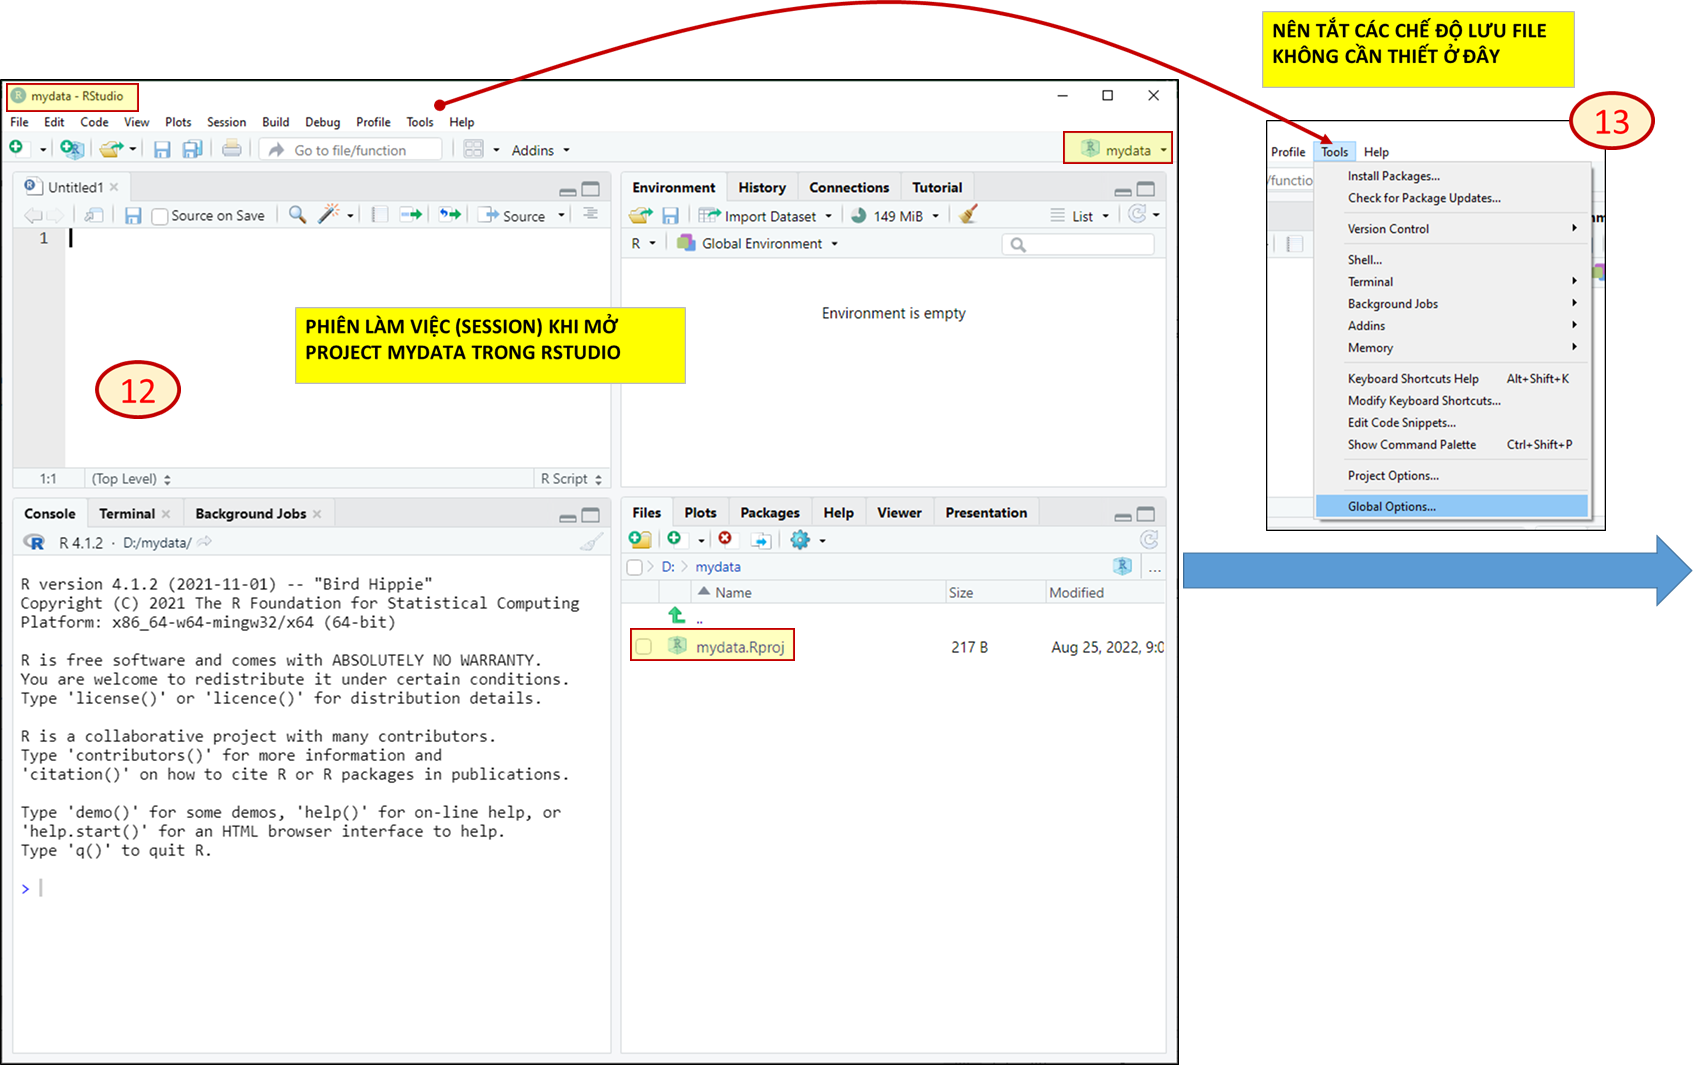 NÊN TẮT CÁC CHẾ ĐỘ LƯU FILE
KHÔNG CẦN THIẾT Ở ĐÂY
mydata - RStudio
File Edit Code View Plots Session Build Debug Profile Tools Help
Go to file/function
Addins
mydata
Untitled1
Source on Save
Source
1
PHIÊN LÀM VIỆC (SESSION) KHI MỞ
PROJECT MYDATA TRONG RSTUDIO
12
1:1 (Top Level) R Script
Environment History Connections Tutorial
Import Dataset 149 MiB List
R Global Environment
Environment is empty
Console Terminal Background Jobs
R 4.1.2 · D:/mydata/
R version 4.1.2 (2021-11-01) -- "Bird Hippie"
Copyright (C) 2021 The R Foundation for Statistical Computing
Platform: x86_64-w64-mingw32/x64 (64-bit)
R is free software and comes with ABSOLUTELY NO WARRANTY.
You are welcome to redistribute it under certain conditions.
Type 'license()' or 'licence()' for distribution details.
R is a collaborative project with many contributors.
Type 'contributors()' for more information and
'citation()' on how to cite R or R packages in publications.
Type 'demo()' for some demos, 'help()' for on-line help, or
'help.start()' for an HTML browser interface to help.
Type 'q()' to quit R.
>
Files Plots Packages Help Viewer Presentation
D: mydata ...
Name Size Modified
..
mydata.Rproj 217 B Aug 25, 2022, 9:0
13
Profile Tools Help
/functio
Install Packages...
Check for Package Updates...
Version Control
Shell...
Terminal
Background Jobs
Addins
Memory
Keyboard Shortcuts Help Alt+Shift+K
Modify Keyboard Shortcuts...
Edit Code Snippets...
Show Command Palette Ctrl+Shift+P
Project Options...
Global Options...